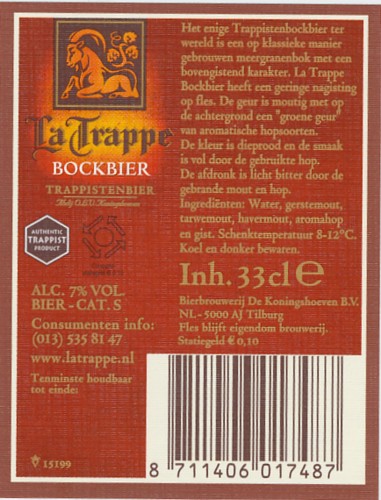 La Trappe
BOCKBIER
TRAPPISTENBIER
AUTHENTIC
TRAPPIST
PRODUCT
ALC. 7% VOL.
BIER - CAT. S
Consumenten info:
(013) 535 81 47
www.latrappe.nl
Tenminste houdbaar
tot einde:
15199
Het enige Trappistenbockbier ter
wereld is een op klassieke manier
gebrouwen meergranenbok met een
bovengistend karakter. La Trappe
Bockbier heeft een geringe nagisting
op fles. De geur is moutig met op
de achtergrond een "groene geur"
van aromatische hopsoorten.
De kleur is dieprood en de smaak
is vol door de gebruikte hop.
De afdronk is licht bitter door de
gebrande mout en hop.
Ingrediënten: Water, gerstemout,
tarwemout, havermout, aromahop
en gist. Schenktemperatuur 8-12°C.
Koel en donker bewaren.
Inh. 33cl e
Bierbrouwerij De Koningshoeven B.V.
NL - 5000 AJ Tilburg
Fles blijft eigendom brouwerij.
Statiegeld € 0,10
8 711406 017487